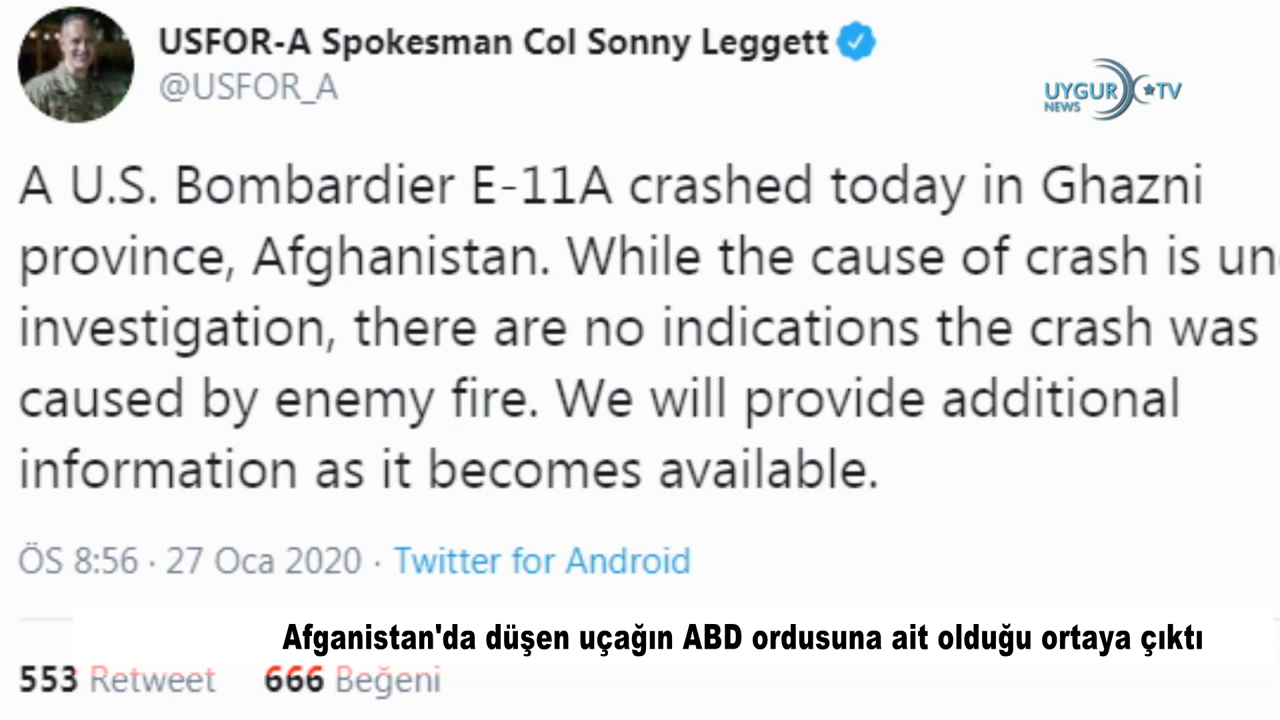 USFOR-A Spokesman Col Sonny Leggett
@USFOR_A
UYGUR TV
NEWS
A U.S. Bombardier E-11A crashed today in Ghazni
province, Afghanistan. While the cause of crash is un
investigation, there are no indications the crash was
caused by enemy fire. We will provide additional
information as it becomes available.
ÖS 8:56 · 27 Oca 2020 · Twitter for Android
Afganistan'da düşen uçağın ABD ordusuna ait olduğu ortaya çıktı
553 Retweet 666 Beğeni